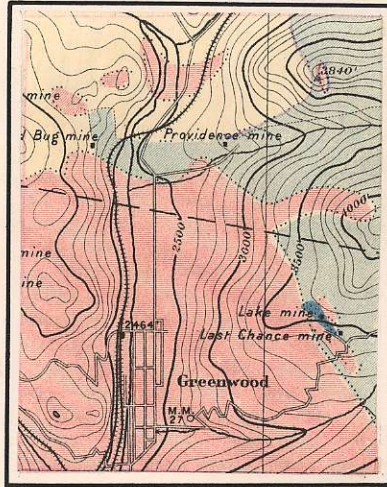 3840'
mine
Bug mine
Providence mine
4000'
2500'
3000'
3500'
mine
ine
Lake mine
Last Chance mine
2464'
Greenwood
M.M.
27